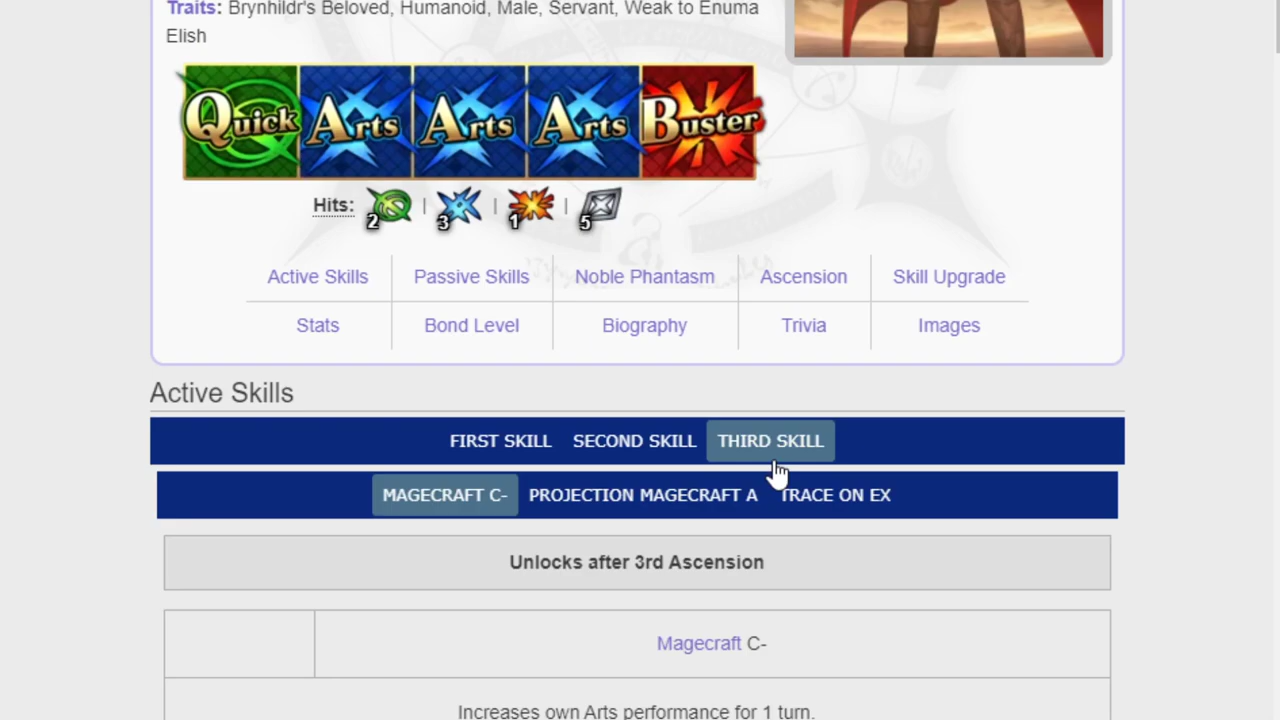 Traits: Brynhildr's Beloved, Humanoid, Male, Servant, Weak to Enuma
Elish
Quick Arts Arts Arts Buster
Hits: 2 | 3 | 1 | 5
Active Skills Passive Skills Noble Phantasm Ascension Skill Upgrade
Stats Bond Level Biography Trivia Images
Active Skills
FIRST SKILL SECOND SKILL THIRD SKILL
MAGECRAFT C- PROJECTION MAGECRAFT A TRACE ON EX
Unlocks after 3rd Ascension
Magecraft C-
Increases own Arts performance for 1 turn.